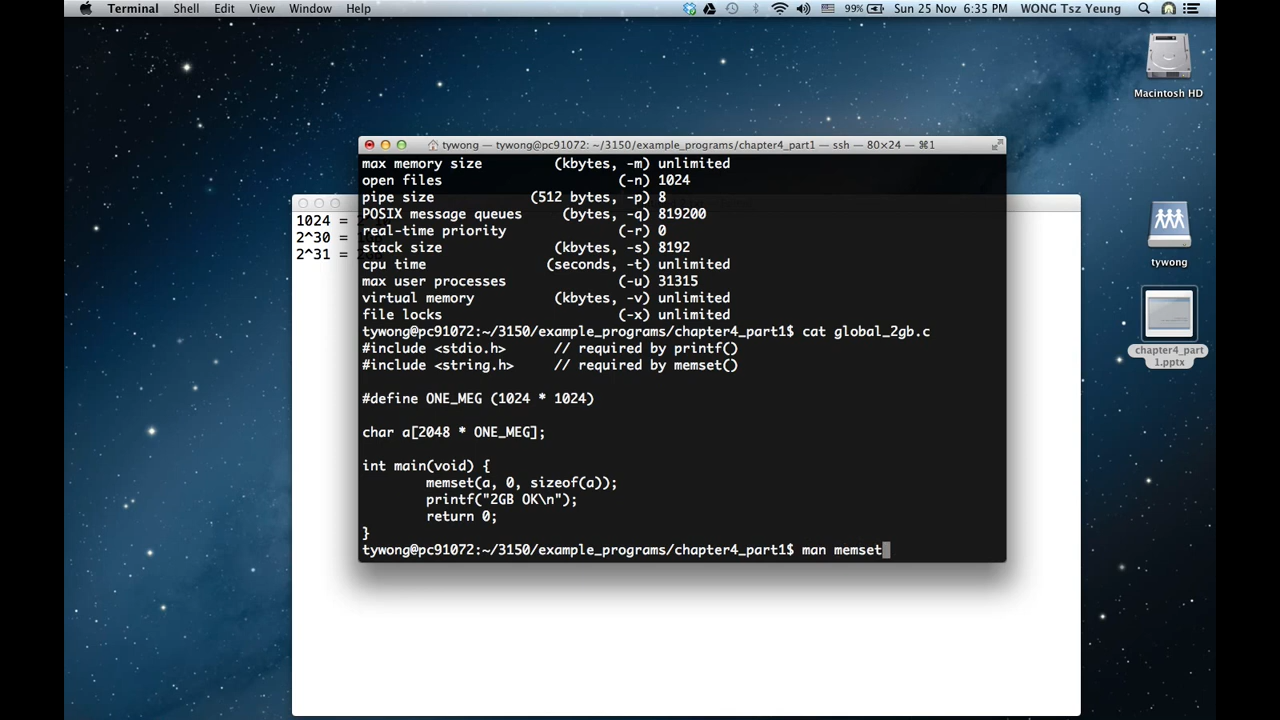 Terminal Shell Edit View Window Help 99% Sun 25 Nov 6:35 PM WONG Tsz Yeung
Macintosh HD
tywong — tywong@pc91072: ~/3150/example_programs/chapter4_part1 — ssh — 80×24 — ⌘1
max memory size (kbytes, -m) unlimited
open files (-n) 1024
pipe size (512 bytes, -p) 8
POSIX message queues (bytes, -q) 819200
real-time priority (-r) 0
stack size (kbytes, -s) 8192
cpu time (seconds, -t) unlimited
max user processes (-u) 31315
virtual memory (kbytes, -v) unlimited
file locks (-x) unlimited
tywong@pc91072:~/3150/example_programs/chapter4_part1$ cat global_2gb.c
#include <stdio.h> // required by printf()
#include <string.h> // required by memset()
#define ONE_MEG (1024 * 1024)
char a[2048 * ONE_MEG];
int main(void) {
memset(a, 0, sizeof(a));
printf("2GB OK\n");
return 0;
}
tywong@pc91072:~/3150/example_programs/chapter4_part1$ man memset
1024 =
2^30 =
2^31 =
tywong
chapter4_part
1.pptx